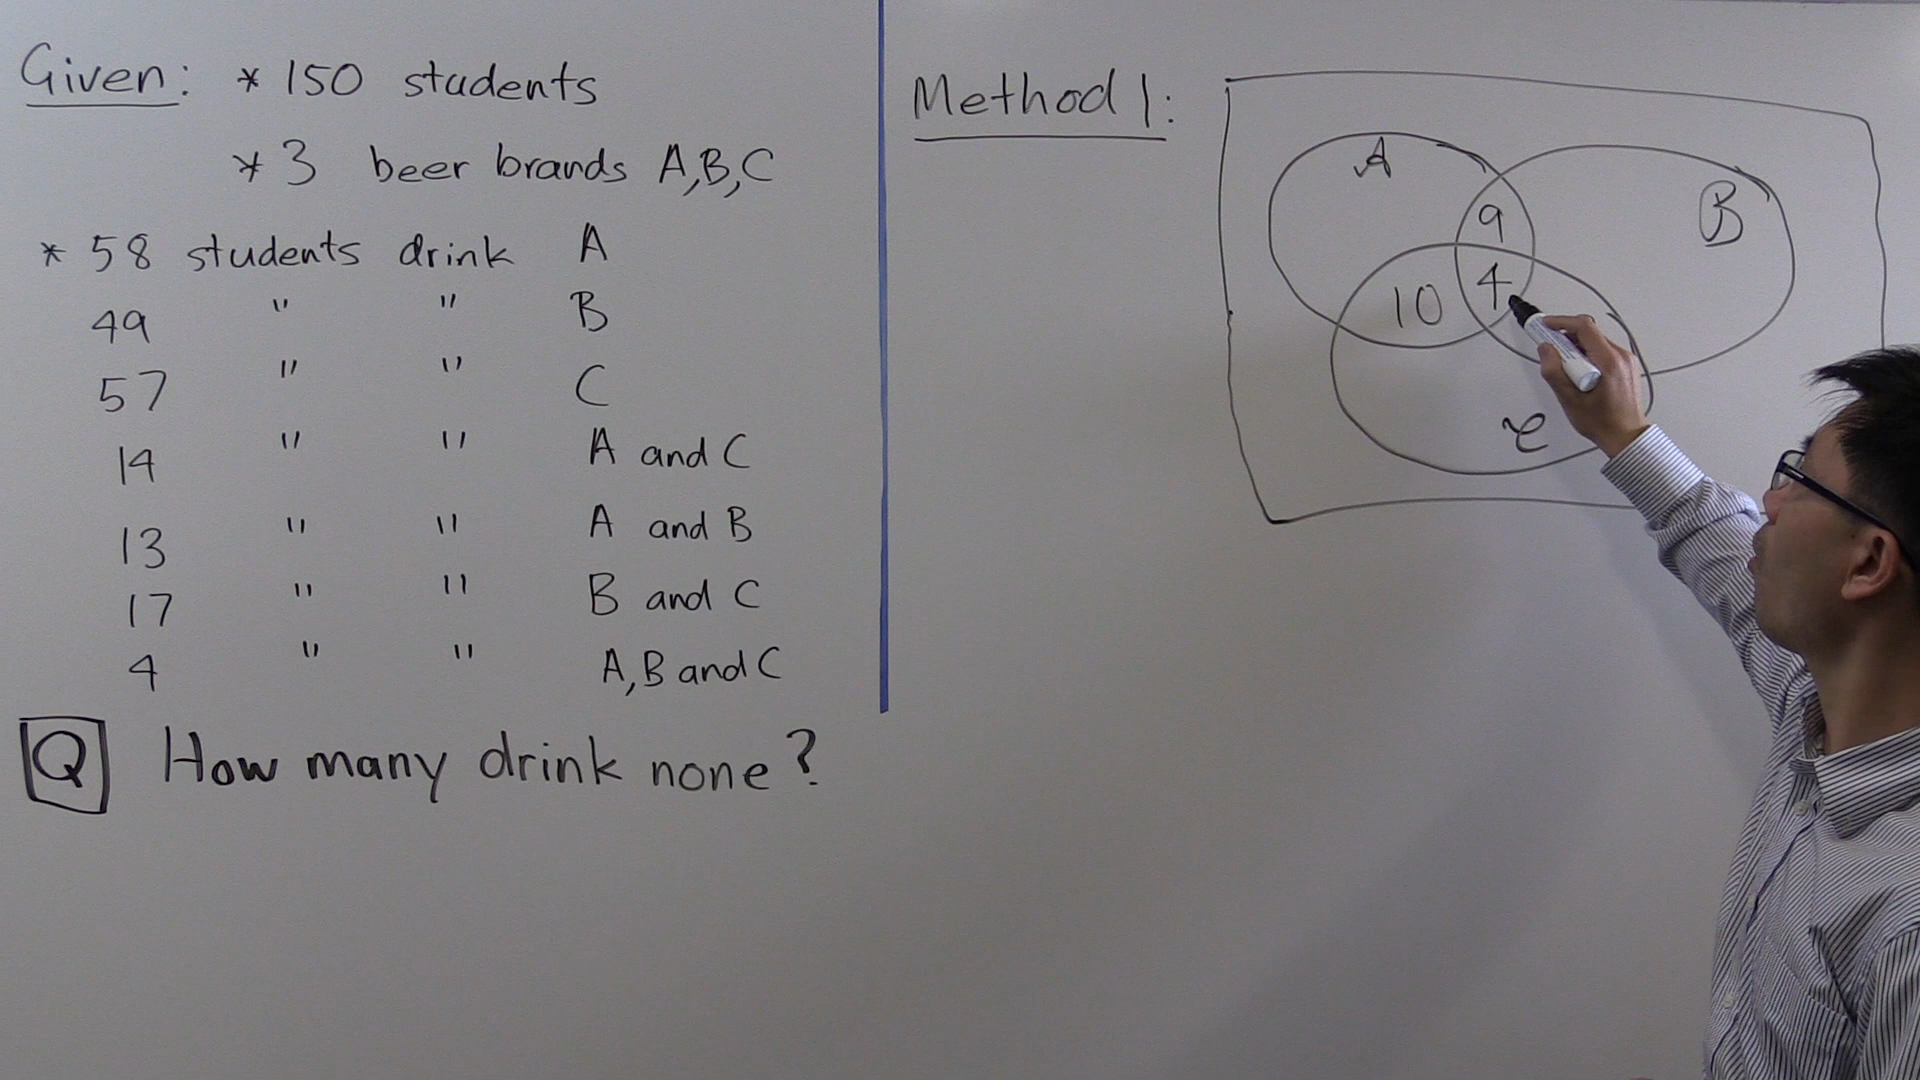 Given: * 150 students
* 3 beer brands A,B,C
* 58 students drink A
49 " " B
57 " " C
14 " " A and C
13 " " A and B
17 " " B and C
4 " " A,B and C
Q How many drink none?
Method 1:
A
B
9
4
10
C